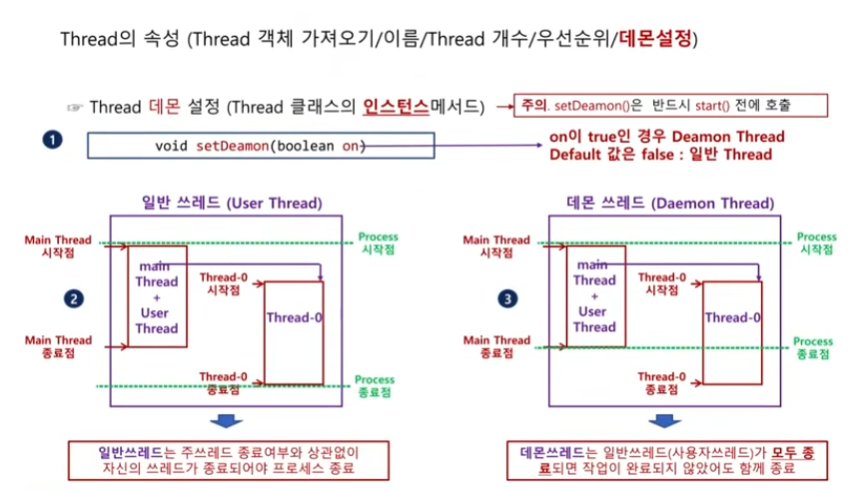 Thread의 속성 (Thread 객체 가져오기/이름/Thread 개수/우선순위/데몬설정)
☞ Thread 데몬 설정 (Thread 클래스의 인스턴스메서드)
주의. setDeamon()은 반드시 start() 전에 호출
1
void setDeamon(boolean on)
on이 true인 경우 Deamon Thread
Default 값은 false : 일반 Thread
일반 쓰레드 (User Thread)
Main Thread
시작점
Process
시작점
main
Thread
+
User
Thread
Thread-0
시작점
2
Thread-0
Main Thread
종료점
Thread-0
종료점
Process
종료점
일반쓰레드는 주쓰레드 종료여부와 상관없이
자신의 쓰레드가 종료되어야 프로세스 종료
데몬 쓰레드 (Daemon Thread)
Main Thread
시작점
Process
시작점
main
Thread
+
User
Thread
Thread-0
시작점
3
Thread-0
Main Thread
종료점
Process
종료점
Thread-0
종료점
데몬쓰레드는 일반쓰레드(사용자쓰레드)가 모두 종
료되면 작업이 완료되지 않았어도 함께 종료